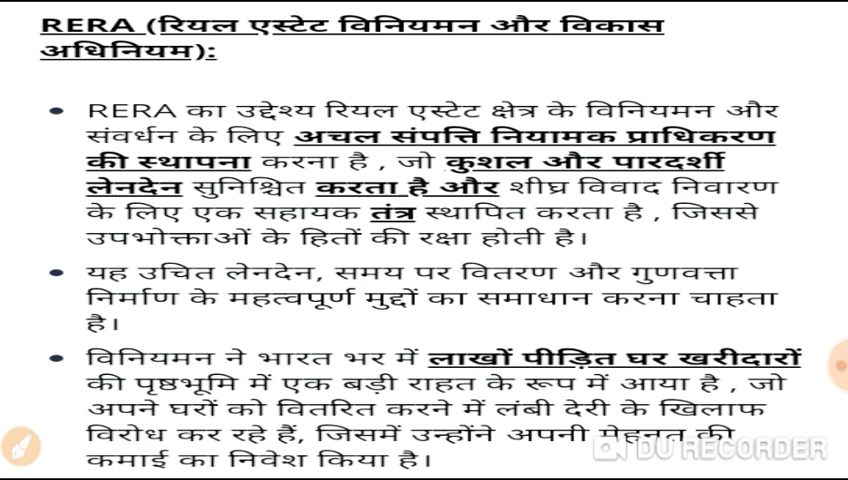 RERA (रियल एस्टेट विनियमन और विकास
अधिनियम):
• RERA का उद्देश्य रियल एस्टेट क्षेत्र के विनियमन और
संवर्धन के लिए अचल संपत्ति नियामक प्राधिकरण
की स्थापना करना है , जो कुशल और पारदर्शी
लेनदेन सुनिश्चित करता है और शीघ्र विवाद निवारण
के लिए एक सहायक तंत्र स्थापित करता है , जिससे
उपभोक्ताओं के हितों की रक्षा होती है।
• यह उचित लेनदेन, समय पर वितरण और गुणवत्ता
निर्माण के महत्वपूर्ण मुद्दों का समाधान करना चाहता
है।
• विनियमन ने भारत भर में लाखों पीड़ित घर खरीदारों
की पृष्ठभूमि में एक बड़ी राहत के रूप में आया है , जो
अपने घरों को वितरित करने में लंबी देरी के खिलाफ
विरोध कर रहे हैं, जिसमें उन्होंने अपनी मेहनत की
कमाई का निवेश किया है।
DU RECORDER